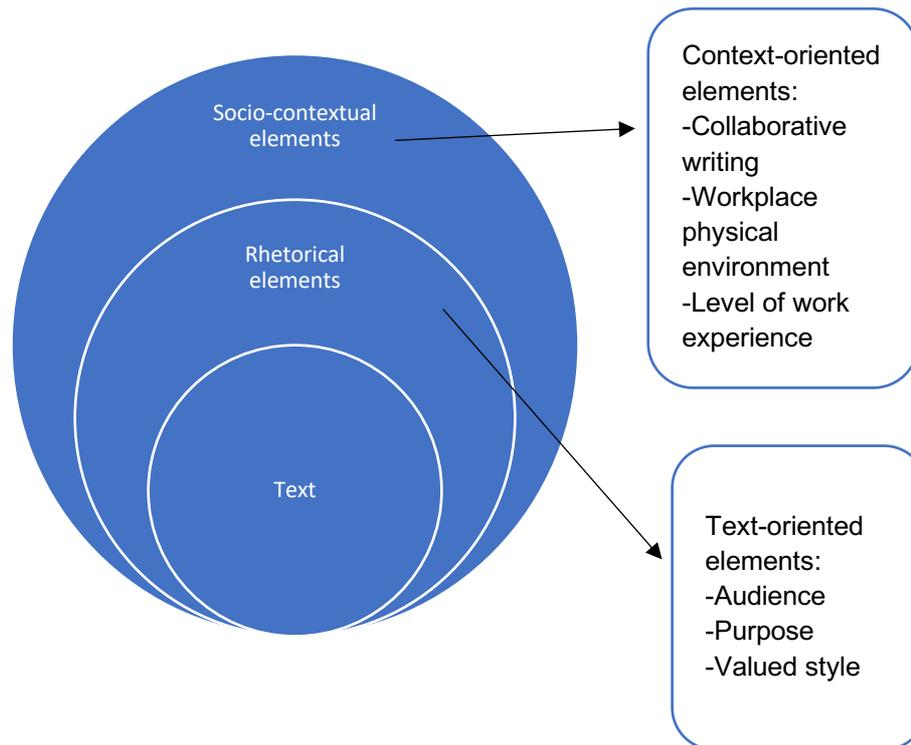 Socio-contextual
elements
Rhetorical
elements
Text
Context-oriented
elements:
-Collaborative
writing
-Workplace
physical
environment
-Level of work
experience
Text-oriented
elements:
-Audience
-Purpose
-Valued style